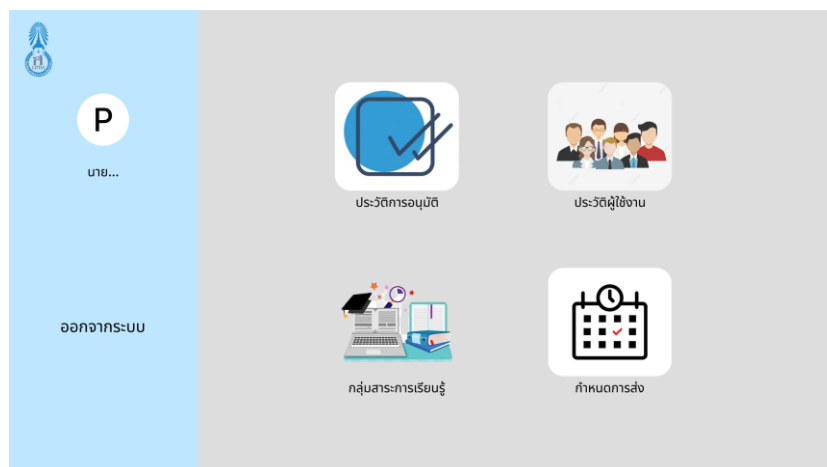 P
นาย...
ออกจากระบบ
ประวัติการอนุมัติ
ประวัติผู้ใช้งาน
กลุ่มสาระการเรียนรู้
กำหนดการส่ง